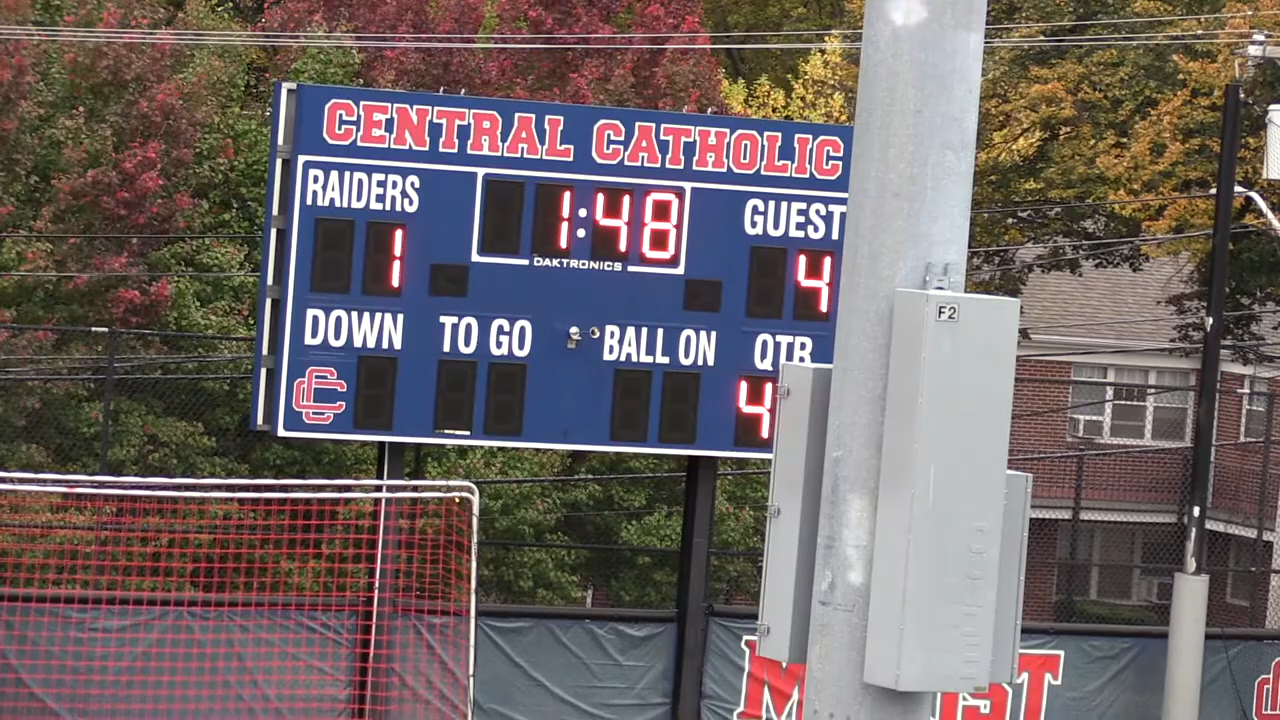 CENTRAL CATHOLIC
RAIDERS
1:48
GUEST
1
DAKTRONICS
4
DOWN
TO GO
BALL ON
QTR
CC
4
F2